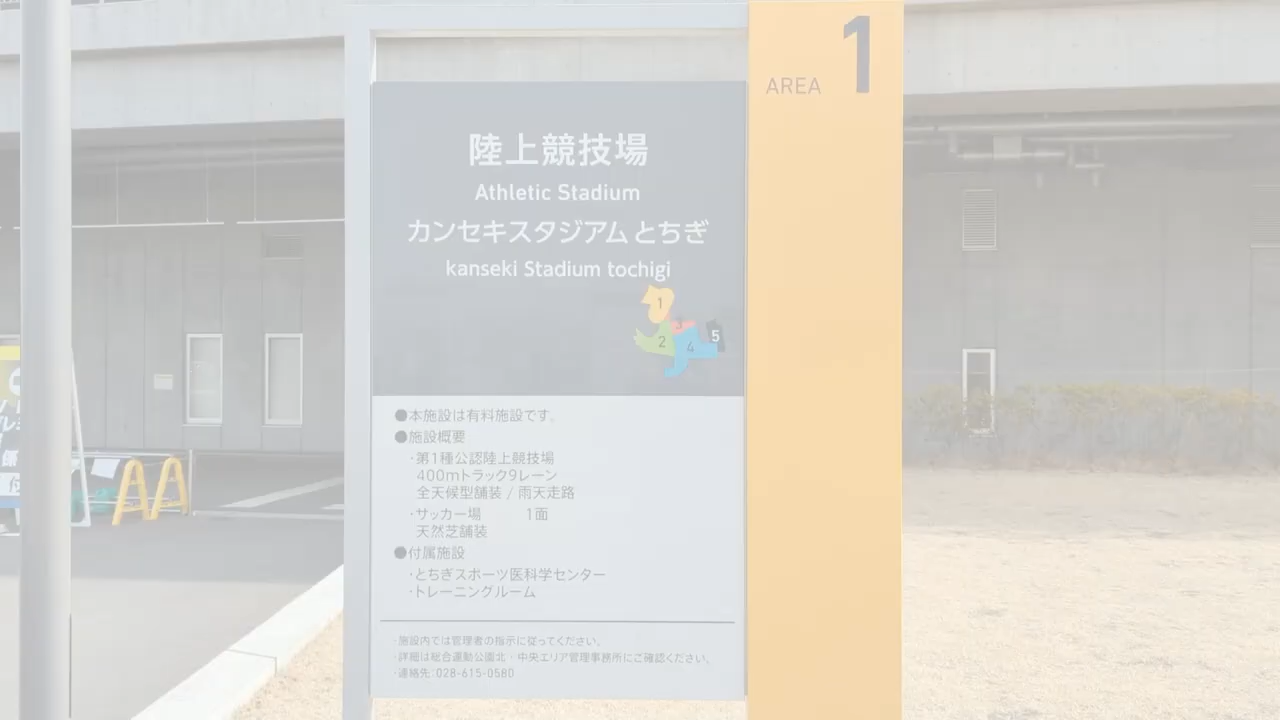 AREA 1
陸上競技場
Athletic Stadium
カンセキスタジアムとちぎ
kanseki Stadium tochigi
1
3
2
4
5
●本施設は有料施設です。
●施設概要
・第1種公認陸上競技場
400mトラック9レーン
全天候型舗装 / 雨天走路
・サッカー場 1面
天然芝舗装
●付属施設
・とちぎスポーツ医科学センター
・トレーニングルーム
・施設内では管理者の指示に従ってください。
・詳細は総合運動公園北・中央エリア管理事務所にご確認ください。
・連絡先：028-615-0580